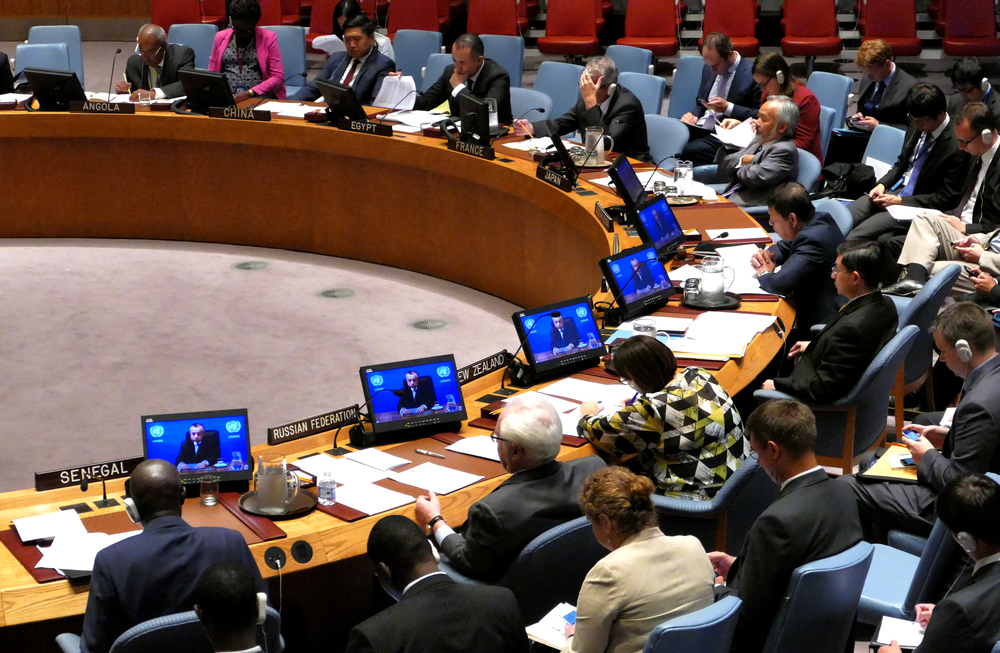 ANGOLA
CHINA
EGYPT
FRANCE
JAPAN
NEW ZEALAND
RUSSIAN FEDERATION
SENEGAL